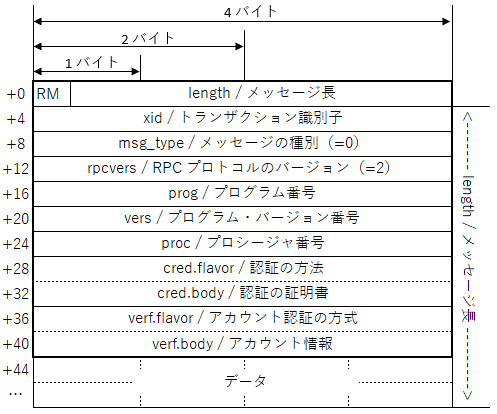 4 バイト
2 バイト
1 バイト
+0 RM length / メッセージ長
+4 xid / トランザクション識別子
+8 msg_type / メッセージの種別（=0）
+12 rpcvers / RPC プロトコルのバージョン（=2）
+16 prog / プログラム番号
+20 vers / プログラム・バージョン番号
+24 proc / プロシージャ番号
+28 cred.flavor / 認証の方法
+32 cred.body / 認証の証明書
+36 verf.flavor / アカウント認証の方式
+40 verf.body / アカウント情報
+44 データ
…
<------ length / メッセージ長 ------>